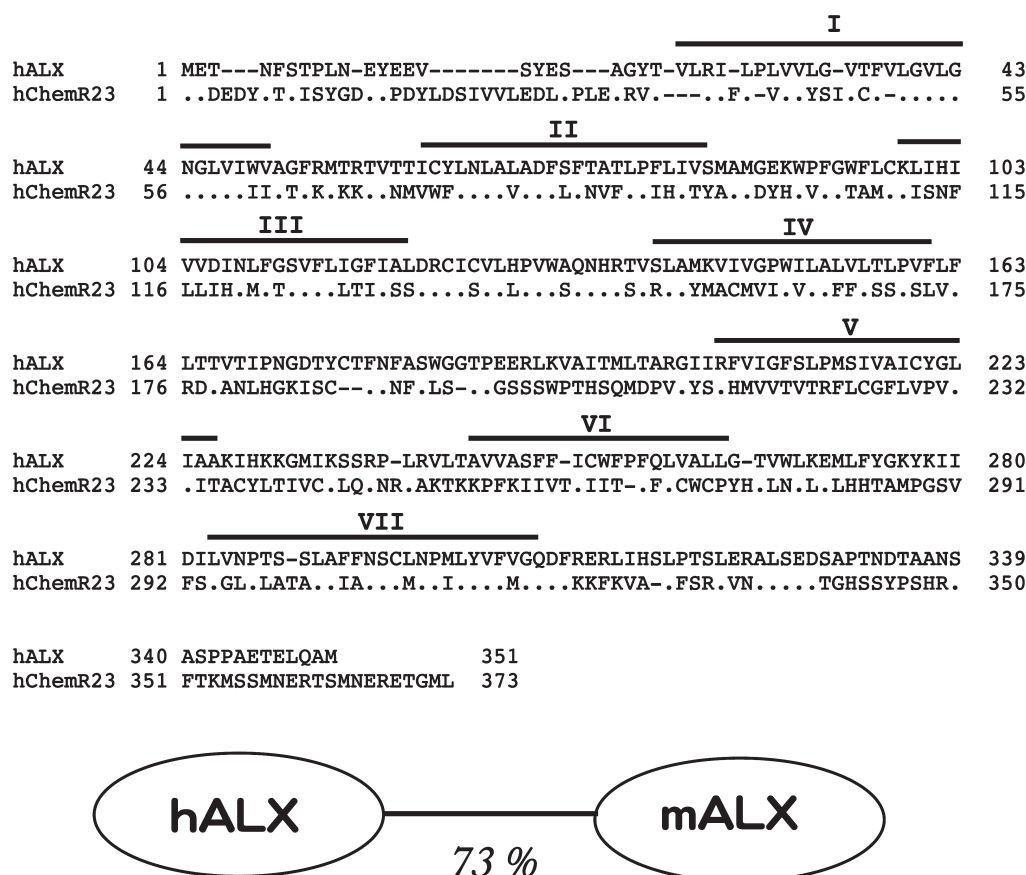 I
hALX 1 MET---NFSTPLN-EYEEV-------SYES---AGYT-VLRI-LPLVVLG-VTFVLGVLG 43
hChemR23 1 ..DEDY.T.ISYGD..PDYLDSIVVLEDL.PLE.RV.---..F.-V..YSI.C.-..... 55
II
hALX 44 NGLVIWVAGFRMTRTVTTICYLNLALADFSFTATLPFLIVSMAMGEKWPFGWFLCKLIHI 103
hChemR23 56 .....II.T.K.KK..NMVWF....V...L.NVF..IH.TYA..DYH.V..TAM..ISNF 115
III IV
hALX 104 VVDINLFGSVFLIGFIALDRCICVLHPVWAQNHRTVSLAMKVIVGPWILALVLTLPVFLF 163
hChemR23 116 LLIH.M.T....LTI.SS....S..L...S....S.R..YMACMVI.V..FF.SS.SLV. 175
V
hALX 164 LTTVTIPNGDTYCTFNFASWGGTPEERLKVAITMLTARGIIRFVIGFSLPMSIVAICYGL 223
hChemR23 176 RD.ANLHGKISC--..NF.LS-..GSSSWPTHSQMDPV.YS.HMVVTVTRFLCGFLVPV. 232
VI
hALX 224 IAAKIHKKGMIKSSRP-LRVLTAVVASFF-ICWFPFQLVALLG-TVWLKEMLFYGKYKII 280
hChemR23 233 .ITACYLTIVC.LQ.NR.AKTKKPFKIIVT.IIT-.F.CWCPYH.LN.L.LHHTAMPGSV 291
VII
hALX 281 DILVNPTS-SLAFFNSCLNPMLYVFVGQDFRERLIHSLPTSLERALSEDSAPTNDTAANS 339
hChemR23 292 FS.GL.LATA..IA...M..I....M....KKFKVA-.FSR.VN.....TGHSSYPSHR. 350
hALX 340 ASPPAETELQAM 351
hChemR23 351 FTKMSSMNERTSMNERETGML 373
hALX mALX
73 %